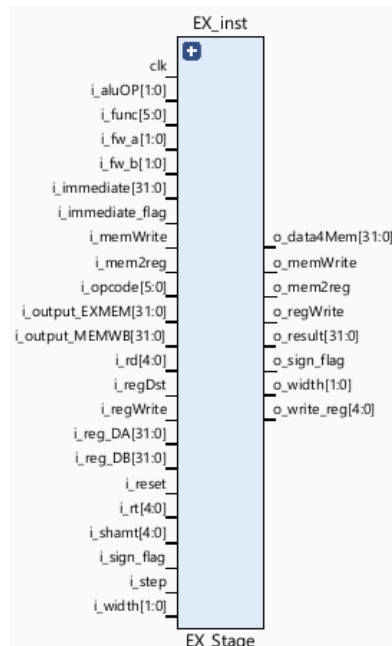 EX_inst
clk
i_aluOP[1:0]
i_func[5:0]
i_fw_a[1:0]
i_fw_b[1:0]
i_immediate[31:0]
i_immediate_flag
i_memWrite
i_mem2reg
i_opcode[5:0]
i_output_EXMEM[31:0]
i_output_MEMWB[31:0]
i_rd[4:0]
i_regDst
i_regWrite
i_reg_DA[31:0]
i_reg_DB[31:0]
i_reset
i_rt[4:0]
i_shamt[4:0]
i_sign_flag
i_step
i_width[1:0]
o_data4Mem[31:0]
o_memWrite
o_mem2reg
o_regWrite
o_result[31:0]
o_sign_flag
o_width[1:0]
o_write_reg[4:0]
EX_Stage